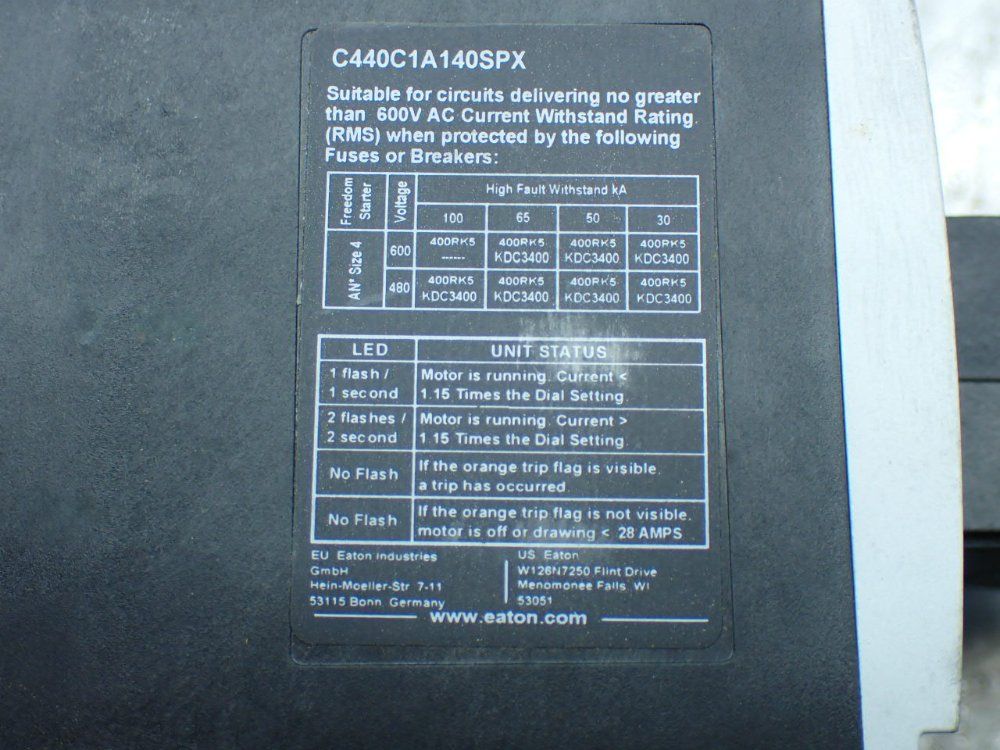 C440C1A140SPX
Suitable for circuits delivering no greater
than 600V AC Current Withstand Rating.
(RMS) when protected by the following
Fuses or Breakers:
Freedom Starter Voltage High Fault Withstand kA
100 65 50 30
AN* Size 4
600 400RK5 400RK5 400RK5 400RK5
------ KDC3400 KDC3400 KDC3400
480 400RK5 400RK5 400RK5 400RK5
KDC3400 KDC3400 KDC3400 KDC3400
LED UNIT STATUS
1 flash / Motor is running. Current <
1 second 1.15 Times the Dial Setting.
2 flashes / Motor is running. Current >
2 second 1.15 Times the Dial Setting.
No Flash If the orange trip flag is visible.
a trip has occurred.
No Flash If the orange trip flag is not visible.
motor is off or drawing < 28 AMPS
EU Eaton industries US Eaton
GmbH W126N7250 Flint Drive
Hein-Moeller-Str 7-11 Menomonee Falls, WI
53115 Bonn Germany 53051
www.eaton.com